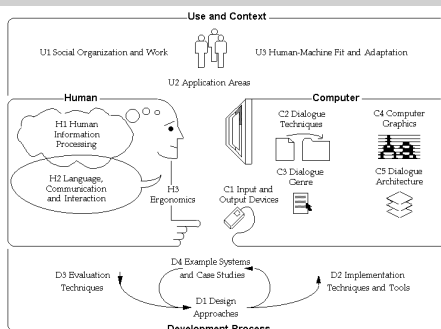 Use and Context
U1 Social Organization and Work
U3 Human-Machine Fit and Adaptation
U2 Application Areas
Human
Computer
H1 Human
Information
Processing
C2 Dialogue
Techniques
C4 Computer
Graphics
H2 Language,
Communication
and Interaction
H3
Ergonomics
C1 Input and
Output Devices
C3 Dialogue
Genre
C5 Dialogue
Architecture
D4 Example Systems
and Case Studies
D3 Evaluation
Techniques
D2 Implementation
Techniques and Tools
D1 Design
Approaches
Development Process